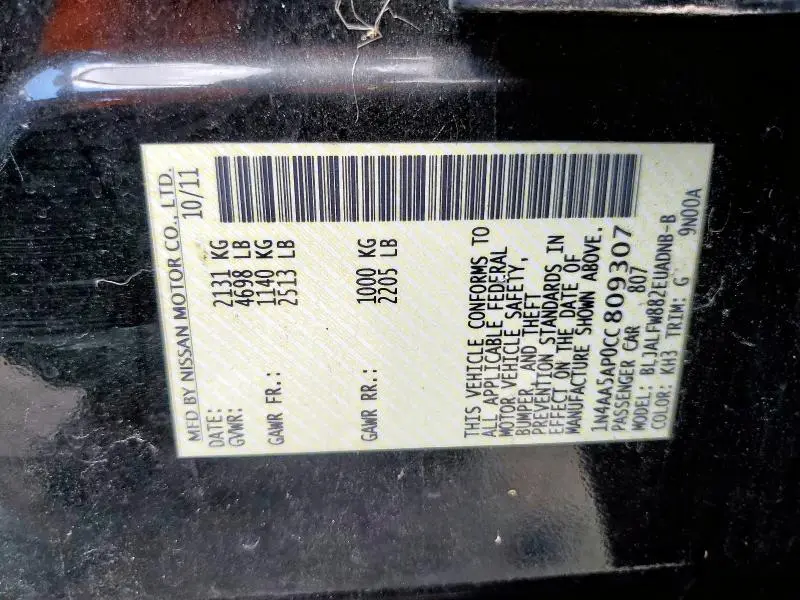 MFD BY NISSAN MOTOR CO., LTD.
DATE: 10/11
GVWR: 2131 KG
4698 LB
GAWR FR.: 1140 KG
2513 LB
GAWR RR.: 1000 KG
2205 LB
THIS VEHICLE CONFORMS TO
ALL APPLICABLE FEDERAL
MOTOR VEHICLE SAFETY,
BUMPER AND THEFT
PREVENTION STANDARDS IN
EFFECT ON THE DATE OF
MANUFACTURE SHOWN ABOVE.
1N4AA5AP0CC809307
PASSENGER CAR 807
MODEL: BLJALFW882EUADNB-B
COLOR: KH3 TRIM: G 9N00A